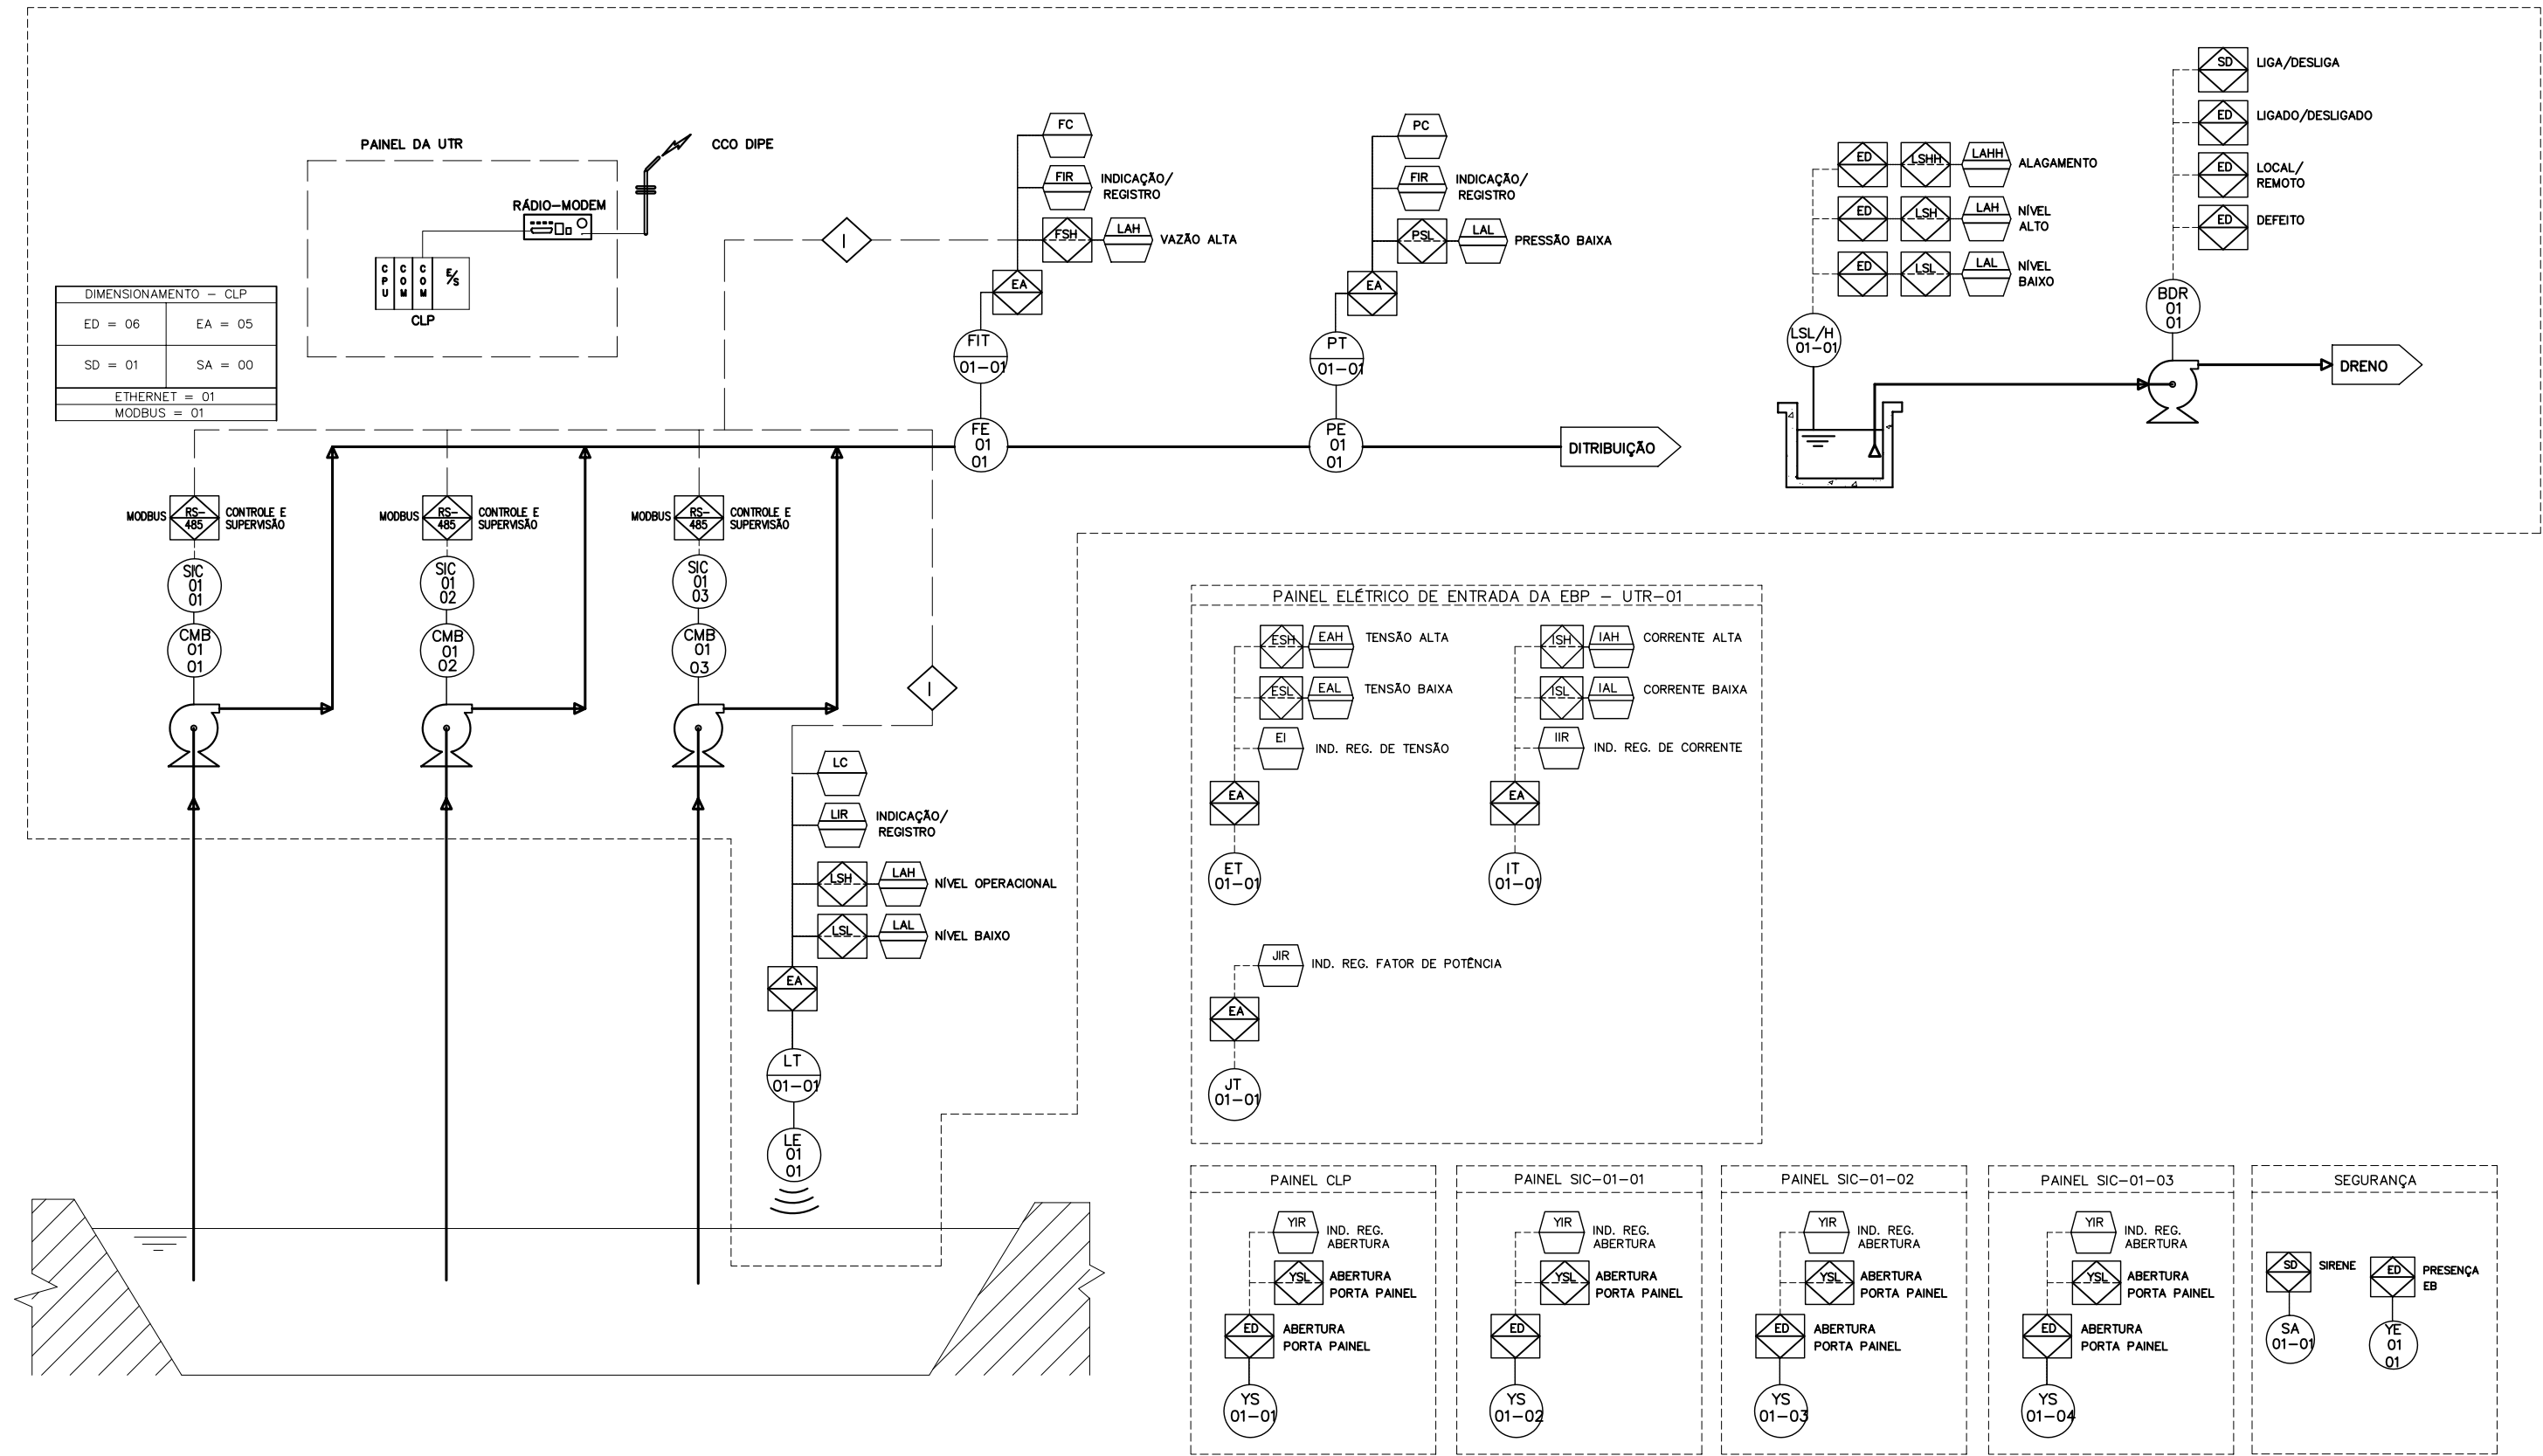 PAINEL DA UTR
CCO DIPE
RÁDIO-MODEM
CPU
COM
COM
E/S
CLP
DIMENSIONAMENTO - CLP
ED = 06
EA = 05
SD = 01
SA = 00
ETHERNET = 01
MODBUS = 01
I
FC
FIR
INDICAÇÃO/
REGISTRO
FSH
LAH
VAZÃO ALTA
EA
FIT
01-01
FE
01
01
PC
FIR
INDICAÇÃO/
REGISTRO
PSL
LAL
PRESSÃO BAIXA
EA
PT
01-01
PE
01
01
DITRIBUIÇÃO
ED
LSHH
LAHH
ALAGAMENTO
ED
LSH
LAH
NÍVEL
ALTO
ED
LSL
LAL
NÍVEL
BAIXO
LSL/H
01-01
SD
LIGA/DESLIGA
ED
LIGADO/DESLIGADO
ED
LOCAL/
REMOTO
ED
DEFEITO
BDR
01
01
DRENO
MODBUS
RS-
485
CONTROLE E
SUPERVISÃO
SIC
01
01
CMB
01
01
MODBUS
RS-
485
CONTROLE E
SUPERVISÃO
SIC
01
02
CMB
01
02
MODBUS
RS-
485
CONTROLE E
SUPERVISÃO
SIC
01
03
CMB
01
03
I
LC
LIR
INDICAÇÃO/
REGISTRO
LSH
LAH
NÍVEL OPERACIONAL
LSL
LAL
NÍVEL BAIXO
EA
LT
01-01
LE
01
01
PAINEL ELÉTRICO DE ENTRADA DA EBP - UTR-01
ESH
EAH
TENSÃO ALTA
ESL
EAL
TENSÃO BAIXA
EI
IND. REG. DE TENSÃO
EA
ET
01-01
ISH
IAH
CORRENTE ALTA
ISL
IAL
CORRENTE BAIXA
IIR
IND. REG. DE CORRENTE
EA
IT
01-01
JIR
IND. REG. FATOR DE POTÊNCIA
EA
JT
01-01
PAINEL CLP
YIR
IND. REG.
ABERTURA
YSL
ABERTURA
PORTA PAINEL
ED
ABERTURA
PORTA PAINEL
YS
01-01
PAINEL SIC-01-01
YIR
IND. REG.
ABERTURA
YSL
ABERTURA
PORTA PAINEL
ED
YS
01-02
PAINEL SIC-01-02
YIR
IND. REG.
ABERTURA
YSL
ABERTURA
PORTA PAINEL
ED
ABERTURA
PORTA PAINEL
YS
01-03
PAINEL SIC-01-03
YIR
IND. REG.
ABERTURA
YSL
ABERTURA
PORTA PAINEL
ED
ABERTURA
PORTA PAINEL
YS
01-04
SEGURANÇA
SD
SIRENE
SA
01-01
ED
PRESENÇA
EB
YE
01
01